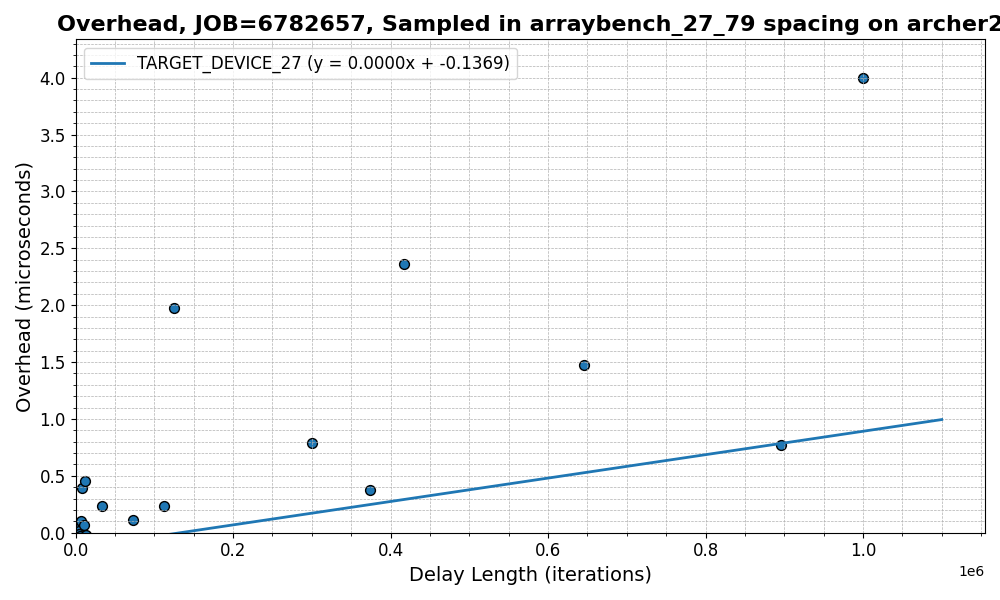 Overhead, JOB=6782657, Sampled in arraybench_27_79 spacing on archer2
TARGET_DEVICE_27 (y = 0.0000x + -0.1369)
Overhead (microseconds)
4.0
3.5
3.0
2.5
2.0
1.5
1.0
0.5
0.0
0.0 0.2 0.4 0.6 0.8 1.0
1e6
Delay Length (iterations)